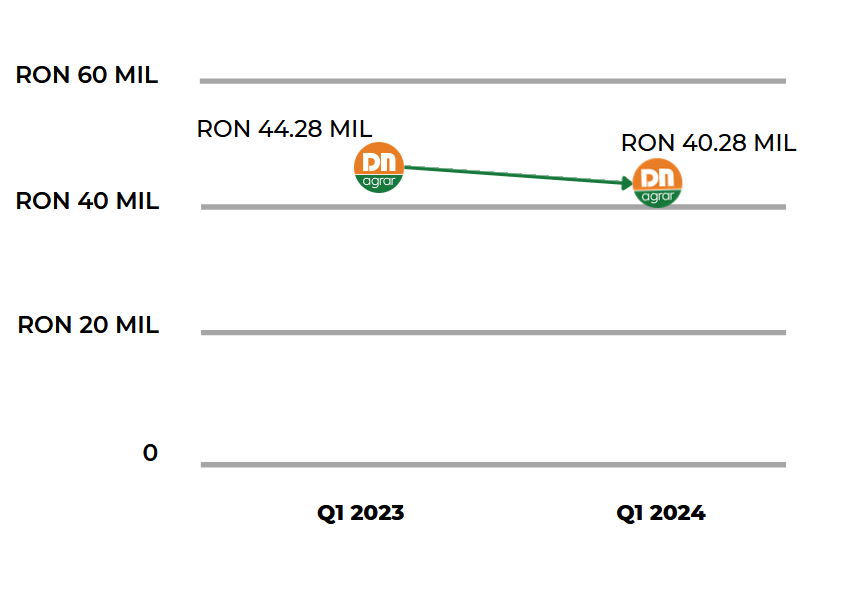 RON 60 MIL
RON 44.28 MIL
RON 40.28 MIL
DN
agrar
DN
agrar
RON 40 MIL
RON 20 MIL
0
Q1 2023
Q1 2024